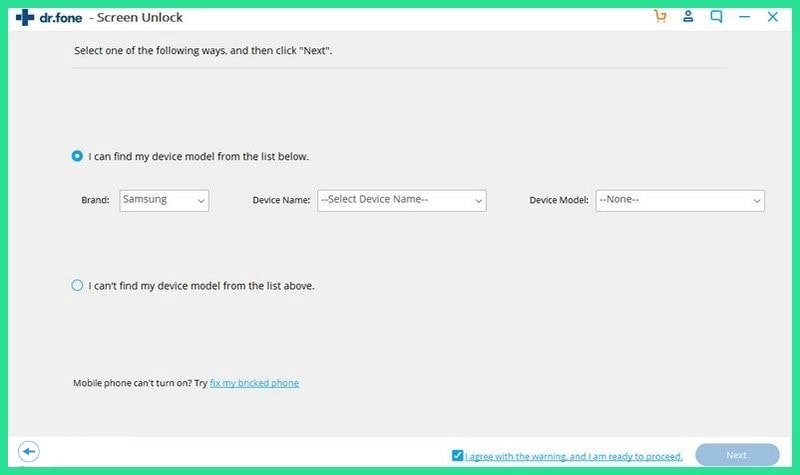 dr.fone - Screen Unlock
Select one of the following ways, and then click "Next".
I can find my device model from the list below.
Brand: Samsung Device Name: --Select Device Name-- Device Model: --None--
I can't find my device model from the list above.
Mobile phone can't turn on? Try fix my bricked phone
I agree with the warning, and I am ready to proceed. Next